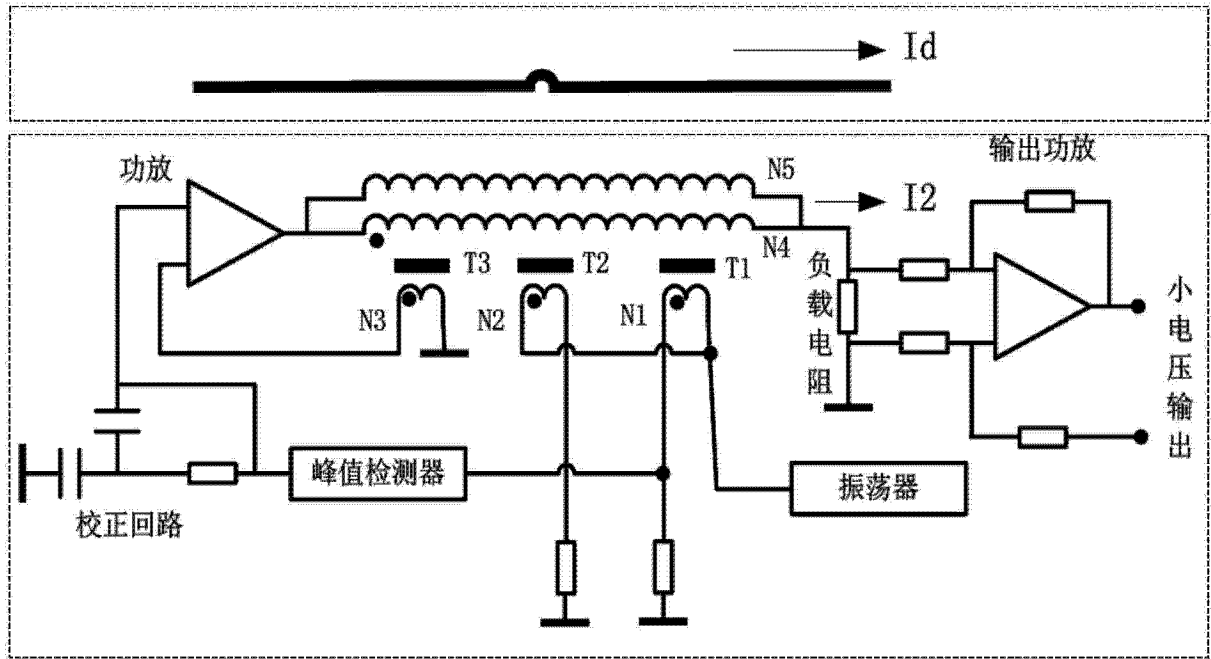 Id
功放
输出功放
N5
I2
N4
T3
T2
T1
N3
N2
N1
负载电阻
小电压输出
峰值检测器
振荡器
校正回路